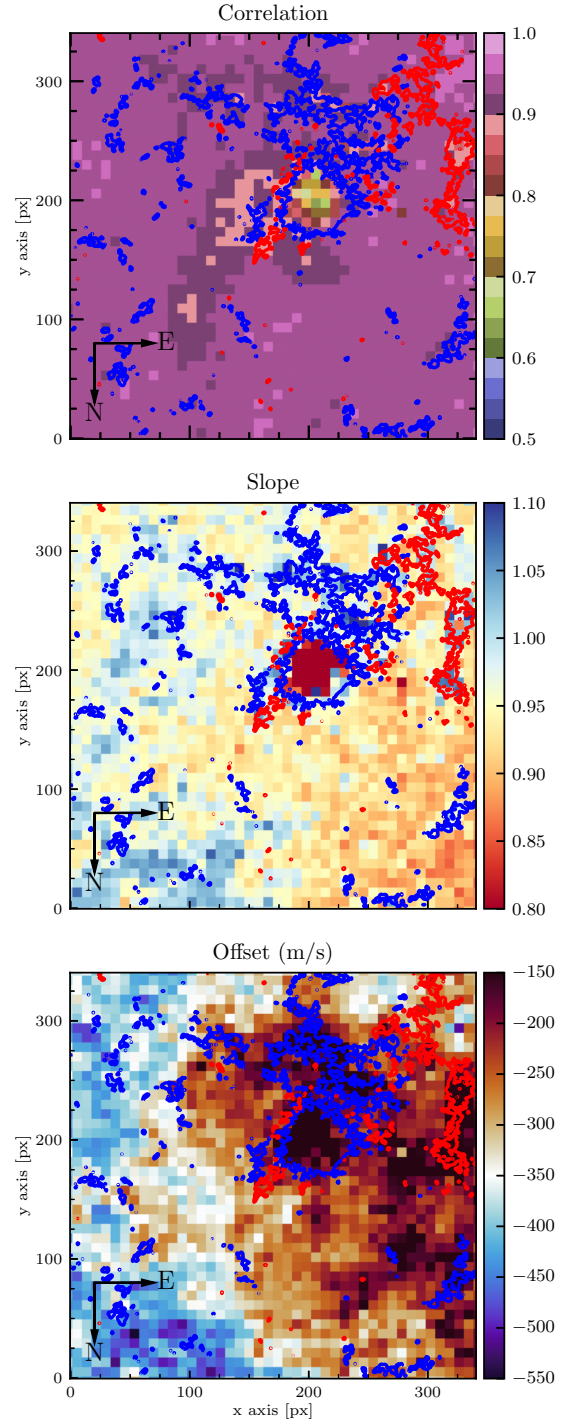 Correlation
y axis [px]
300
200
100
0
E
N
1.0
0.9
0.8
0.7
0.6
0.5
Slope
y axis [px]
300
200
100
0
E
N
1.10
1.05
1.00
0.95
0.90
0.85
0.80
Offset (m/s)
y axis [px]
300
200
100
0
E
N
−150
−200
−250
−300
−350
−400
−450
−500
−550
0 100 200 300
x axis [px]